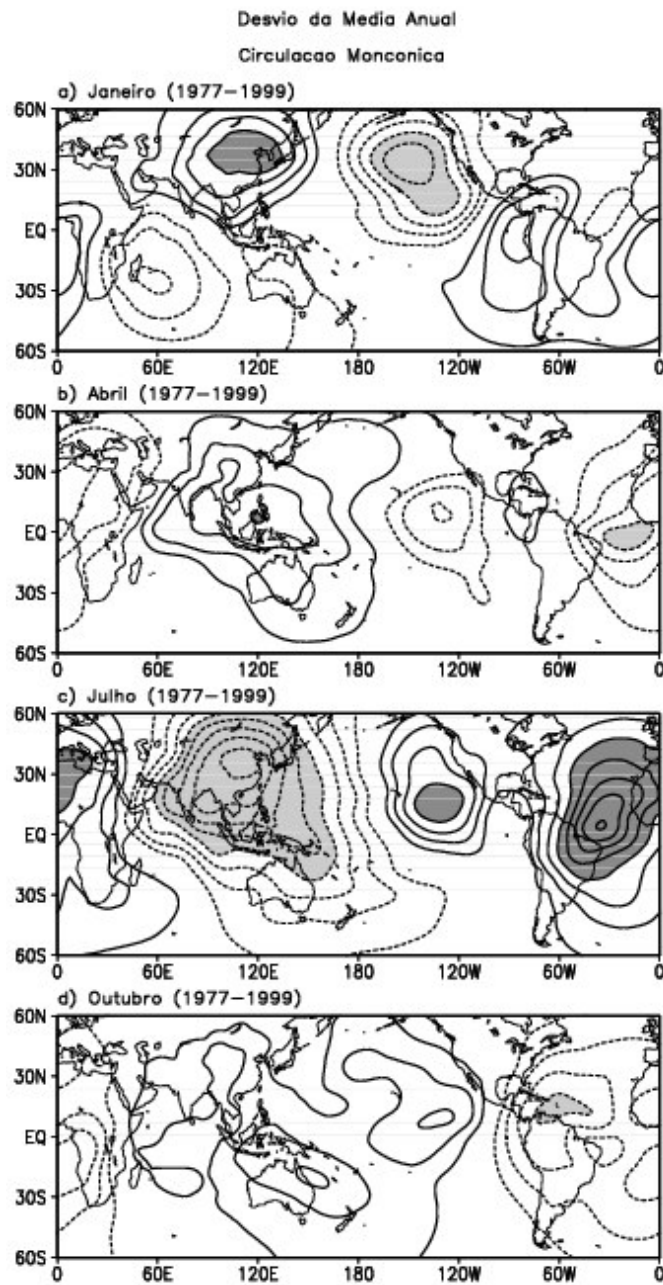 Desvio da Media Anual
Circulacao Monconica
a) Janeiro (1977-1999)
60N
30N
EQ
30S
60S
0 60E 120E 180 120W 60W 0
b) Abril (1977-1999)
60N
30N
EQ
30S
60S
0 60E 120E 180 120W 60W 0
c) Julho (1977-1999)
60N
30N
EQ
30S
60S
0 60E 120E 180 120W 60W 0
d) Outubro (1977-1999)
60N
30N
EQ
30S
60S
0 60E 120E 180 120W 60W 0